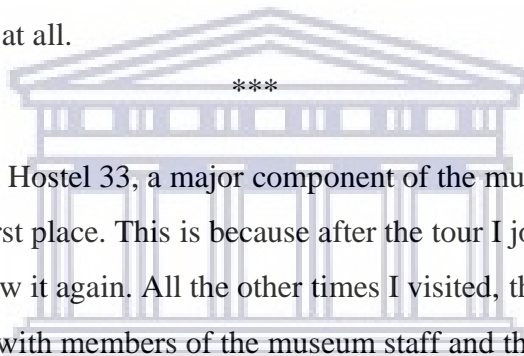 at all.
***
Hostel 33, a major component of the mu
rst place. This is because after the tour I jo
w it again. All the other times I visited, th
with members of the museum staff and th